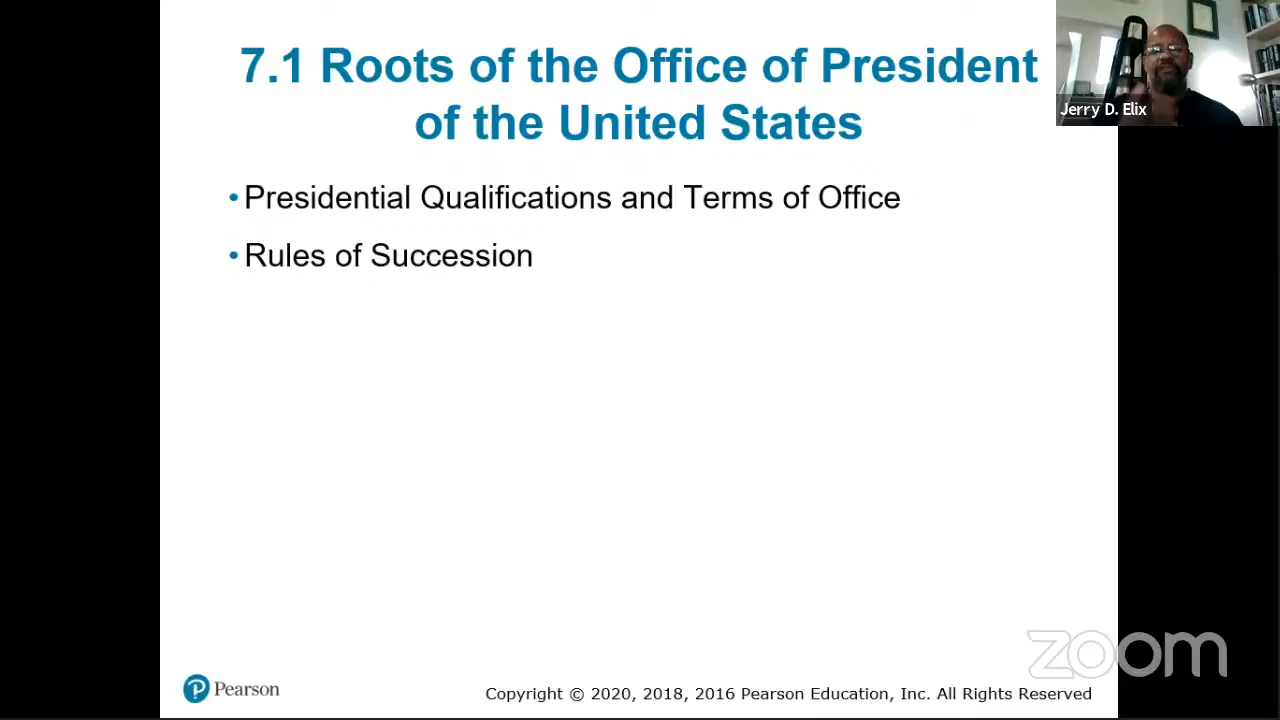 7.1 Roots of the Office of President
of the United States
Jerry D. Elix
•Presidential Qualifications and Terms of Office
•Rules of Succession
zoom
P Pearson
Copyright © 2020, 2018, 2016 Pearson Education, Inc. All Rights Reserved